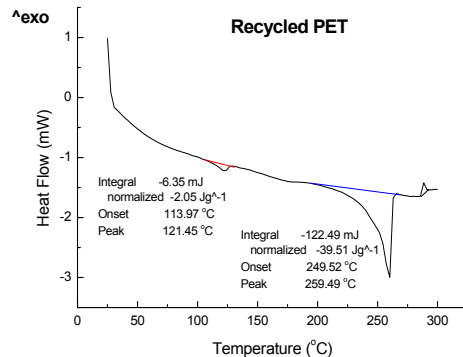 ^exo
Recycled PET
1
0
-1
-2
-3
Heat Flow (mW)
Integral -6.35 mJ
normalized -2.05 Jg^-1
Onset 113.97 °C
Peak 121.45 °C
Integral -122.49 mJ
normalized -39.51 Jg^-1
Onset 249.52 °C
Peak 259.49 °C
0 50 100 150 200 250 300
Temperature (°C)